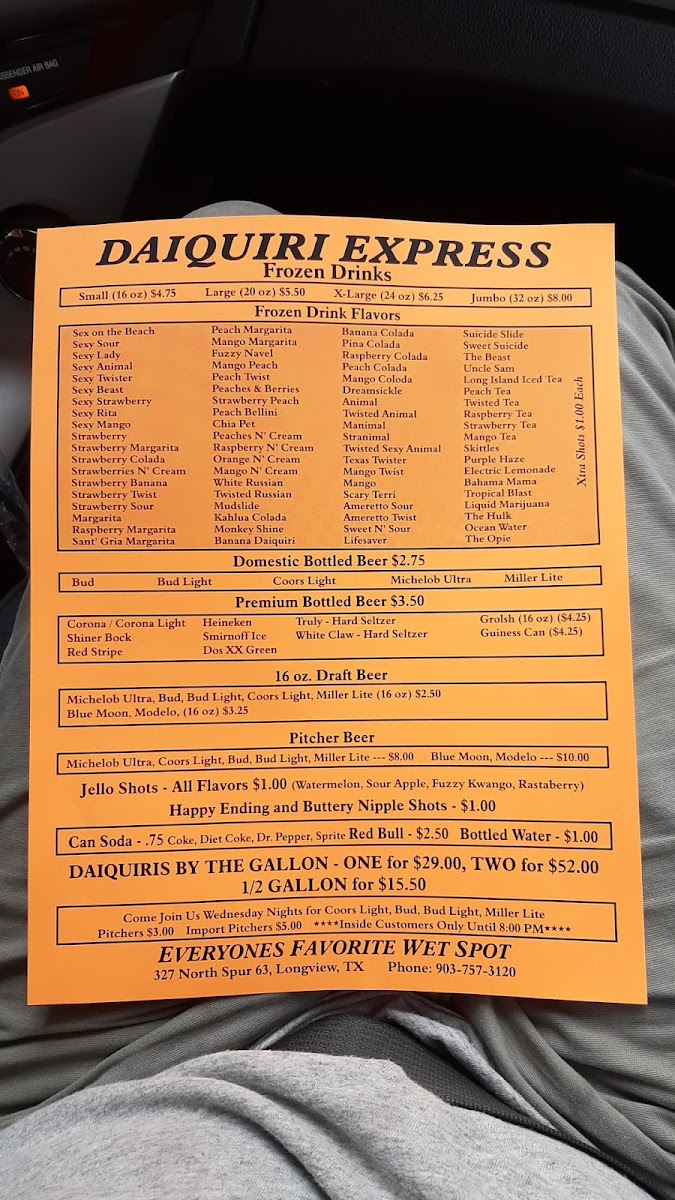 PASSENGER AIR BAG
ON
DAIQUIRI EXPRESS
Frozen Drinks
Small (16 oz) $4.75 Large (20 oz) $5.50 X-Large (24 oz) $6.25 Jumbo (32 oz) $8.00
Frozen Drink Flavors
Sex on the Beach
Sexy Sour
Sexy Lady
Sexy Animal
Sexy Twister
Sexy Beast
Sexy Strawberry
Sexy Rita
Sexy Mango
Strawberry
Strawberry Margarita
Strawberry Colada
Strawberries N' Cream
Strawberry Banana
Strawberry Twist
Strawberry Sour
Margarita
Raspberry Margarita
Sant' Gria Margarita
Peach Margarita
Mango Margarita
Fuzzy Navel
Mango Peach
Peach Twist
Peaches & Berries
Strawberry Peach
Peach Bellini
Chia Pet
Peaches N' Cream
Raspberry N' Cream
Orange N' Cream
Mango N' Cream
White Russian
Twisted Russian
Mudslide
Kahlua Colada
Monkey Shine
Banana Daiquiri
Banana Colada
Pina Colada
Raspberry Colada
Peach Colada
Mango Coloda
Dreamsickle
Animal
Twisted Animal
Manimal
Stranimal
Twisted Sexy Animal
Texas Twister
Mango Twist
Mango
Scary Terri
Ameretto Sour
Ameretto Twist
Sweet N' Sour
Lifesaver
Suicide Slide
Sweet Suicide
The Beast
Uncle Sam
Long Island Iced Tea
Peach Tea
Twisted Tea
Raspberry Tea
Strawberry Tea
Mango Tea
Skittles
Purple Haze
Electric Lemonade
Bahama Mama
Tropical Blast
Liquid Marijuana
The Hulk
Ocean Water
The Opie
Xtra Shots $1.00 Each
Domestic Bottled Beer $2.75
Bud Bud Light Coors Light Michelob Ultra Miller Lite
Premium Bottled Beer $3.50
Corona / Corona Light Heineken Truly - Hard Seltzer Grolsh (16 oz) ($4.25)
Shiner Bock Smirnoff Ice White Claw - Hard Seltzer Guiness Can ($4.25)
Red Stripe Dos XX Green
16 oz. Draft Beer
Michelob Ultra, Bud, Bud Light, Coors Light, Miller Lite (16 oz) $2.50
Blue Moon, Modelo, (16 oz) $3.25
Pitcher Beer
Michelob Ultra, Coors Light, Bud, Bud Light, Miller Lite --- $8.00 Blue Moon, Modelo --- $10.00
Jello Shots - All Flavors $1.00 (Watermelon, Sour Apple, Fuzzy Kwango, Rastaberry)
Happy Ending and Buttery Nipple Shots - $1.00
Can Soda - .75 Coke, Diet Coke, Dr. Pepper, Sprite Red Bull - $2.50 Bottled Water - $1.00
DAIQUIRIS BY THE GALLON - ONE for $29.00, TWO for $52.00
1/2 GALLON for $15.50
Come Join Us Wednesday Nights for Coors Light, Bud, Bud Light, Miller Lite
Pitchers $3.00 Import Pitchers $5.00 ****Inside Customers Only Until 8:00 PM****
EVERYONES FAVORITE WET SPOT
327 North Spur 63, Longview, TX Phone: 903-757-3120